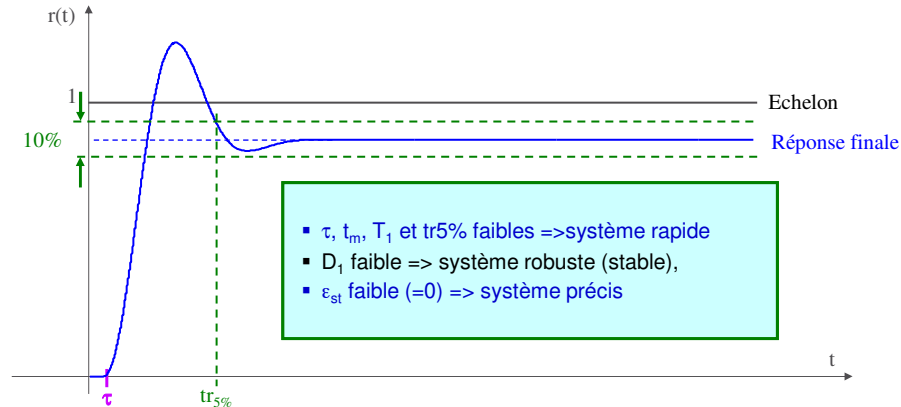 r(t)
1
Echelon
10%
Réponse finale
▪ τ, tm, T1 et tr5% faibles =>système rapide
▪ D1 faible => système robuste (stable),
▪ εst faible (=0) => système précis
t
τ
tr5%